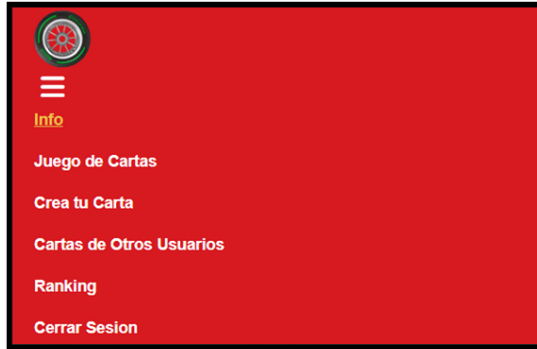 Info
Juego de Cartas
Crea tu Carta
Cartas de Otros Usuarios
Ranking
Cerrar Sesion